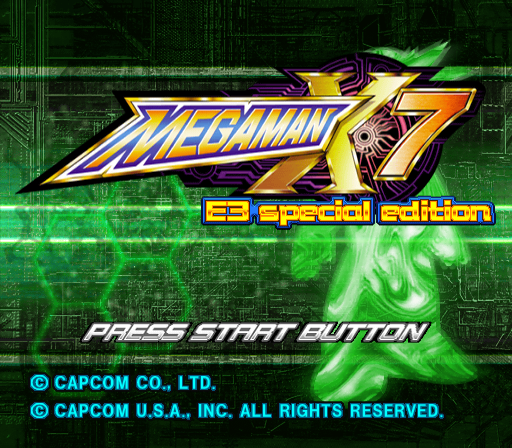 MEGAMAN X7
E3 special edition
PRESS START BUTTON
© CAPCOM CO., LTD.
© CAPCOM U.S.A., INC. ALL RIGHTS RESERVED.